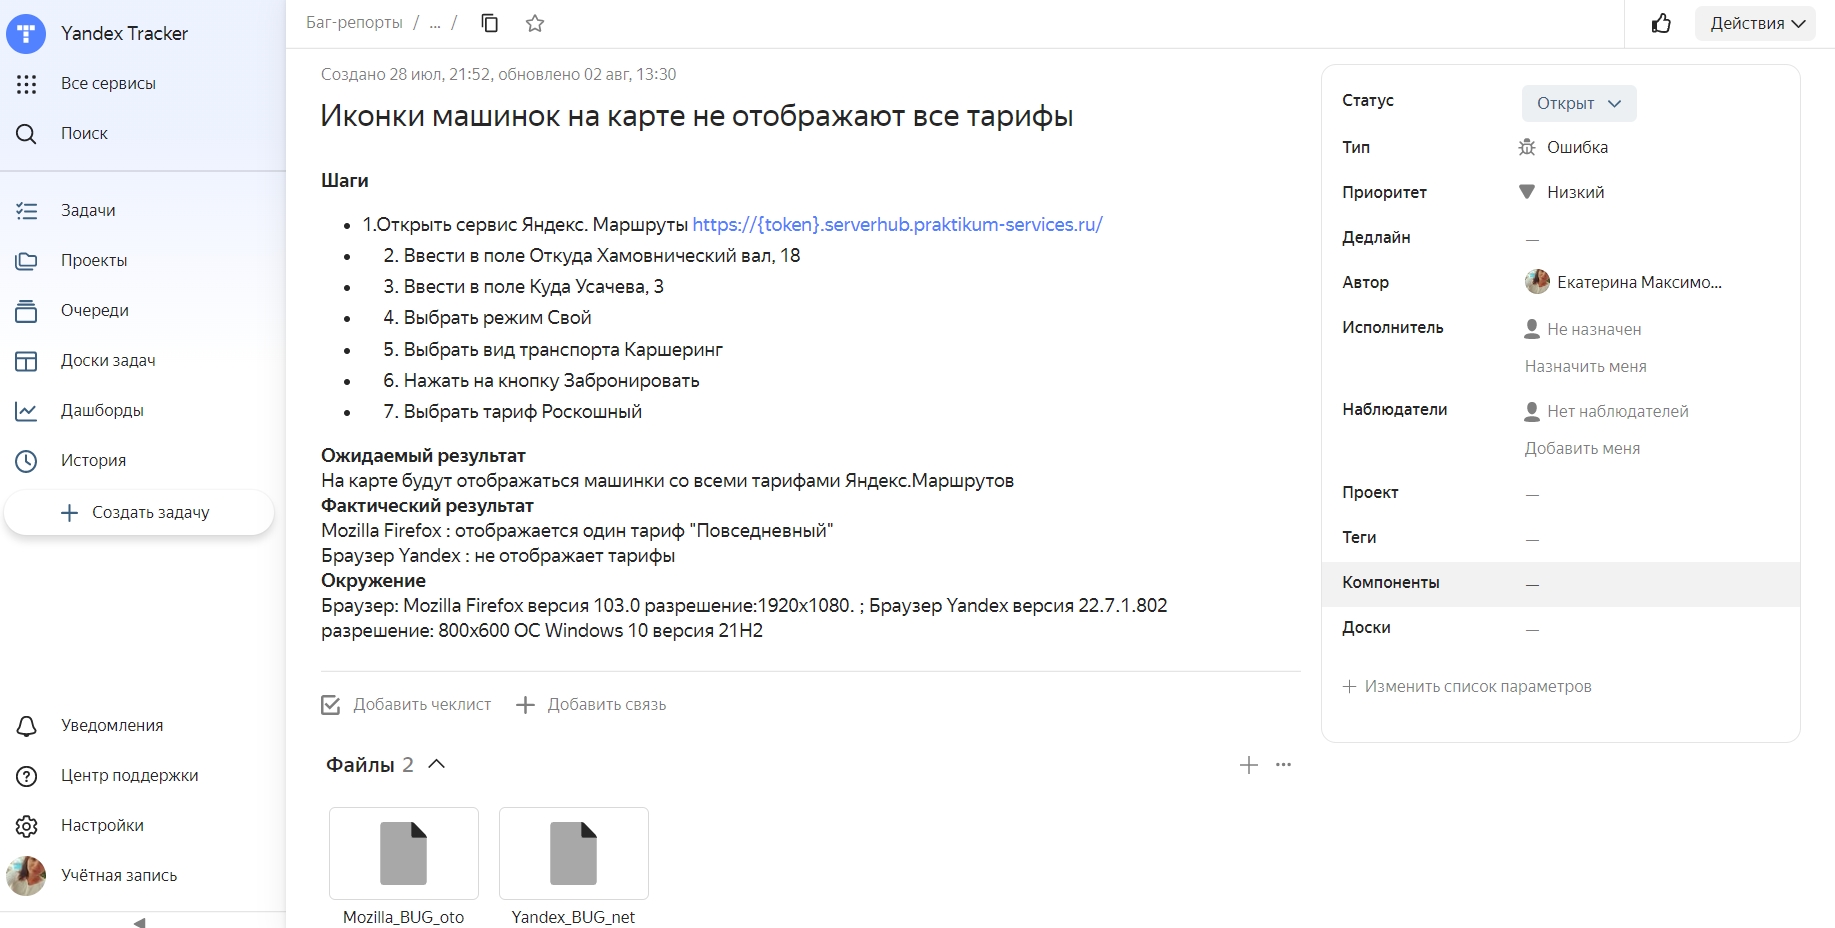 Yandex Tracker
Все сервисы
Поиск
Задачи
Проекты
Очереди
Доски задач
Дашборды
История
Создать задачу
Уведомления
Центр поддержки
Настройки
Учётная запись
Баг-репорты / ... /
Действия
Создано 28 июл, 21:52, обновлено 02 авг, 13:30
Иконки машинок на карте не отображают все тарифы
Шаги
• 1.Открыть сервис Яндекс. Маршруты https://{token}.serverhub.praktikum-services.ru/
• 2. Ввести в поле Откуда Хамовнический вал, 18
• 3. Ввести в поле Куда Усачева, 3
• 4. Выбрать режим Свой
• 5. Выбрать вид транспорта Каршеринг
• 6. Нажать на кнопку Забронировать
• 7. Выбрать тариф Роскошный
Ожидаемый результат
На карте будут отображаться машинки со всеми тарифами Яндекс.Маршрутов
Фактический результат
Mozilla Firefox : отображается один тариф "Повседневный"
Браузер Yandex : не отображает тарифы
Окружение
Браузер: Mozilla Firefox версия 103.0 разрешение:1920x1080. ; Браузер Yandex версия 22.7.1.802
разрешение: 800x600 ОС Windows 10 версия 21H2
Добавить чеклист
Добавить связь
Файлы 2
Mozilla_BUG_oto
Yandex_BUG_net
Статус Открыт
Тип Ошибка
Приоритет Низкий
Дедлайн —
Автор Екатерина Максимо...
Исполнитель Не назначен
Назначить меня
Наблюдатели Нет наблюдателей
Добавить меня
Проект —
Теги —
Компоненты —
Доски —
Изменить список параметров